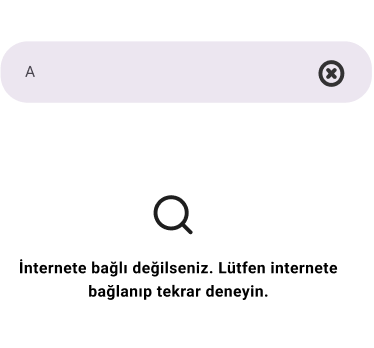 A
İnternete bağlı değilseniz. Lütfen internete
bağlanıp tekrar deneyin.